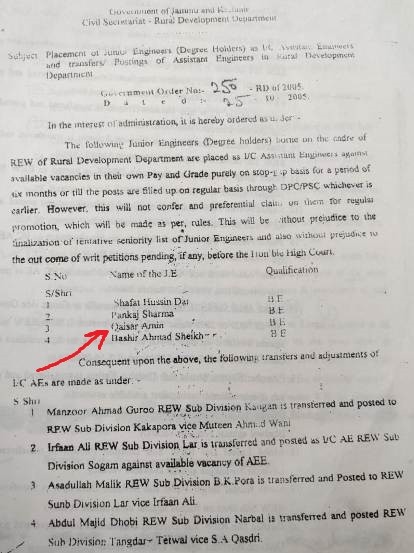 Government of Jammu and Kashmir
Civil Secretariat - Rural Development Department
Subject Placement of Junior Engineers (Degree Holders) as I/C Assistant Engineers
and transfers/ Postings of Assistant Engineers in Rural Development
Department
Government Order No:- 250 - RD of 2005.
D a t e d :- 25 - 10 - 2005.
In the interest of administration, it is hereby ordered as under -
The following Junior Engineers (Degree holders) borne on the cadre of
REW of Rural Development Department are placed as I/C Assistant Engineers against
available vacancies in their own Pay and Grade purely on stop-gap basis for a period of
six months or till the posts are filled up on regular basis through DPC/PSC whichever is
earlier. However, this will not confer and preferential claim on them for regular
promotion, which will be made as per rules. This will be without prejudice to the
finalization of tentative seniority list of Junior Engineers and also without prejudice to
the out come of writ petitions pending, if any, before the Hon'ble High Court.
S.No Name of the J.E Qualification
S/Shri
1 Shafat Hussin Dar B.E
2. Pankaj Sharma B.E
3 Qaisar Amin B.E
4 Bashir Ahmad Sheikh B.E
Consequent upon the above, the following transfers and adjustments of
I/C AEs are made as under: -
S Shri
1 Manzoor Ahmad Guroo REW Sub Division Kangan is transferred and posted to
REW Sub Division Kakapora vice Muteen Ahmad Wani
2. Irfaan Ali REW Sub Division Lar is transferred and posted as I/C AE REW Sub
Division Sogam against available vacancy of AEE.
3 Asadullah Malik REW Sub Division B.K.Pora is transferred and Posted to REW
Sunb Division Lar vice Irfaan Ali.
4 Abdul Majid Dhobi REW Sub Division Narbal is transferred and posted REW
Sub Division Tangdar- Tetwal vice S.A Qasdri.